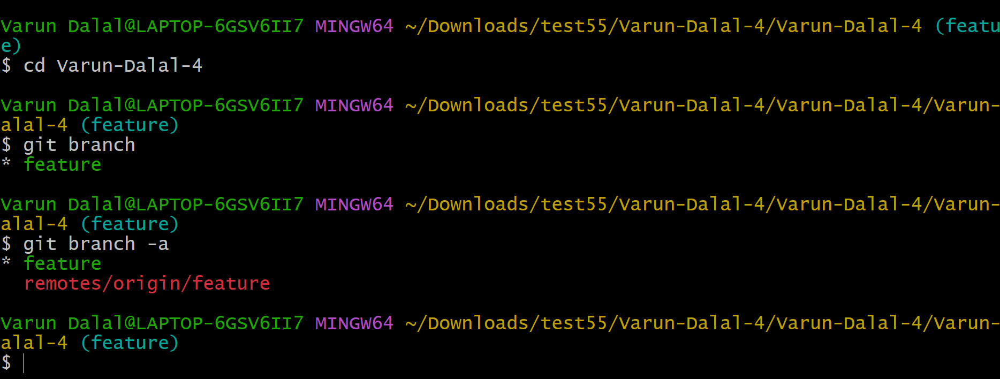 Varun Dalal@LAPTOP-6GSV6II7 MINGW64 ~/Downloads/test55/Varun-Dalal-4/Varun-Dalal-4 (featu
e)
$ cd Varun-Dalal-4
Varun Dalal@LAPTOP-6GSV6II7 MINGW64 ~/Downloads/test55/Varun-Dalal-4/Varun-Dalal-4/Varun-
alal-4 (feature)
$ git branch
* feature
Varun Dalal@LAPTOP-6GSV6II7 MINGW64 ~/Downloads/test55/Varun-Dalal-4/Varun-Dalal-4/Varun-
alal-4 (feature)
$ git branch -a
* feature
remotes/origin/feature
Varun Dalal@LAPTOP-6GSV6II7 MINGW64 ~/Downloads/test55/Varun-Dalal-4/Varun-Dalal-4/Varun-
alal-4 (feature)
$